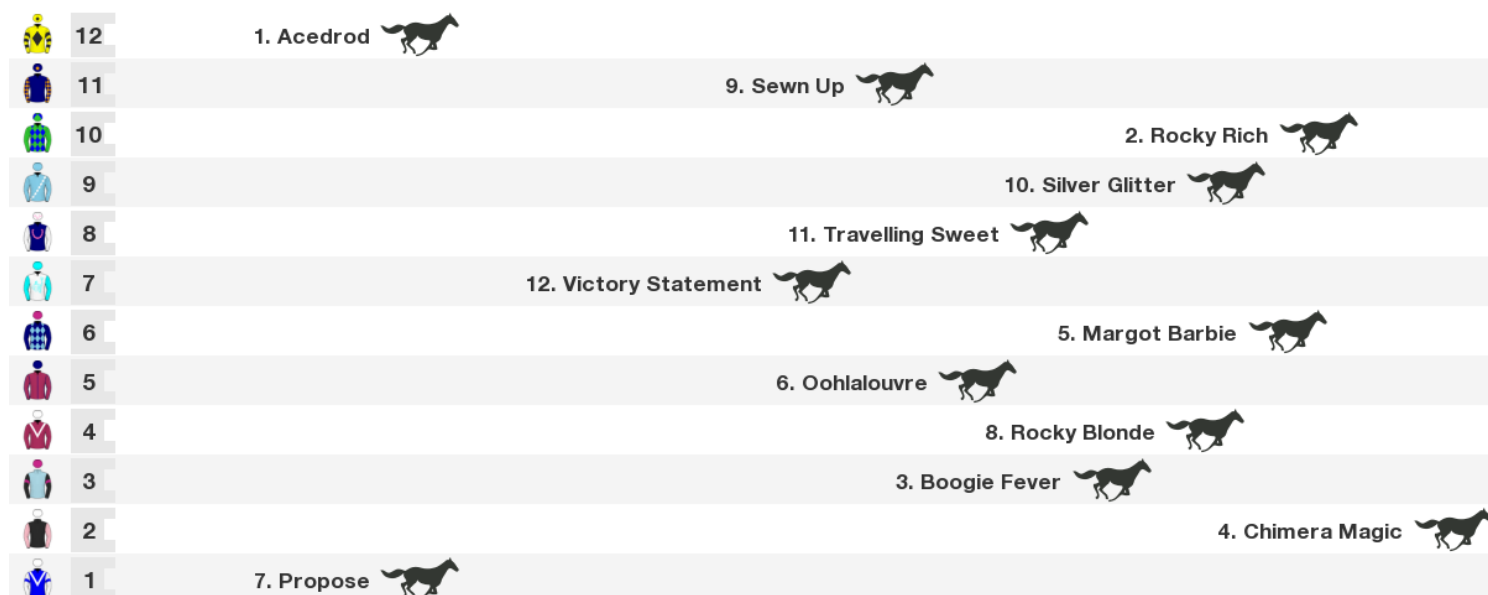 12 1. Acedrod
11 9. Sewn Up
10 2. Rocky Rich
9 10. Silver Glitter
8 11. Travelling Sweet
7 12. Victory Statement
6 5. Margot Barbie
5 6. Oohlalouvre
4 8. Rocky Blonde
3 3. Boogie Fever
2 4. Chimera Magic
1 7. Propose